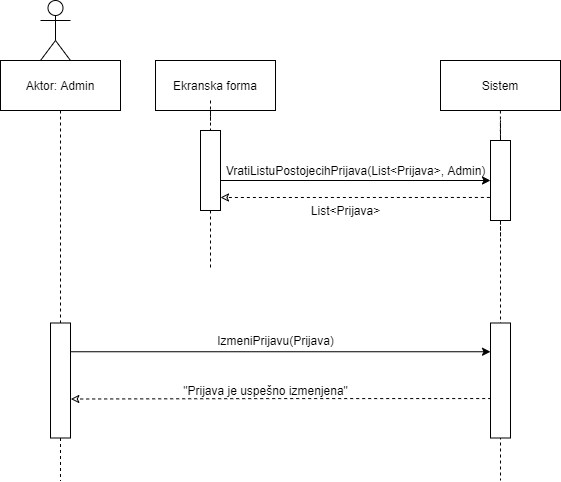 Aktor: Admin
Ekranska forma
Sistem
VratiListuPostojecihPrijava(List<Prijava>, Admin)
List<Prijava>
IzmeniPrijavu(Prijava)
"Prijava je uspešno izmenjena"